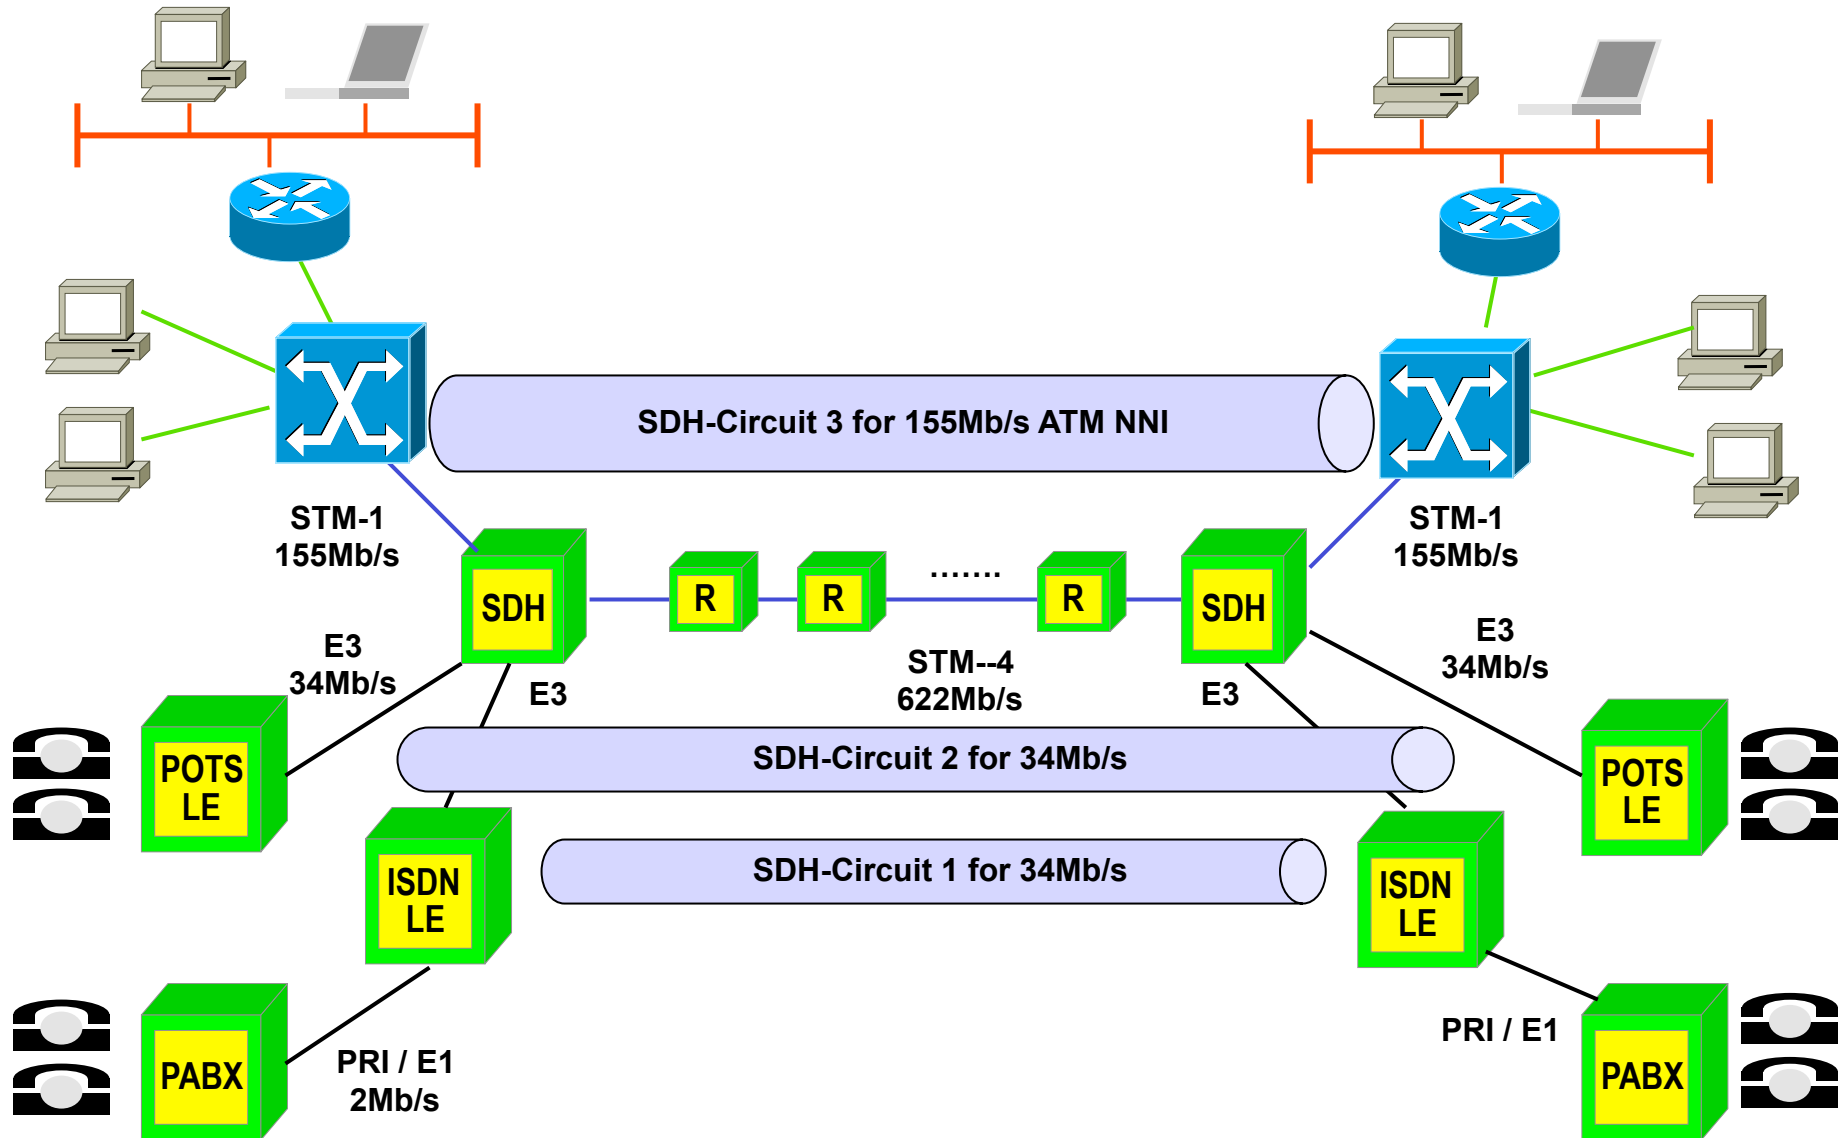 SDH-Circuit 3 for 155Mb/s ATM NNI
STM-1
155Mb/s
STM-1
155Mb/s
SDH
R
R
.......
R
SDH
E3
34Mb/s
E3
STM--4
622Mb/s
E3
E3
34Mb/s
POTS
LE
SDH-Circuit 2 for 34Mb/s
POTS
LE
ISDN
LE
SDH-Circuit 1 for 34Mb/s
ISDN
LE
PABX
PRI / E1
2Mb/s
PRI / E1
PABX